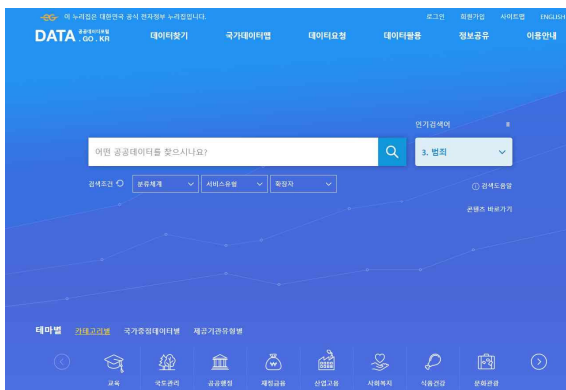 이 누리집은 대한민국 공식 전자정부 누리집입니다.
로그인 회원가입 사이트맵 ENGLISH
DATA 공공데이터포털 .GO.KR
데이터찾기 국가데이터맵 데이터요청 데이터활용 정보공유 이용안내
인기검색어
어떤 공공데이터를 찾으시나요?
3. 범죄
검색조건 분류체계 서비스유형 확장자
검색도움말
콘텐츠 바로가기
테마별 카테고리별 국가중점데이터별 제공기관유형별
교육 국토관리 공공행정 재정금융 산업고용 사회복지 식품건강 문화관광